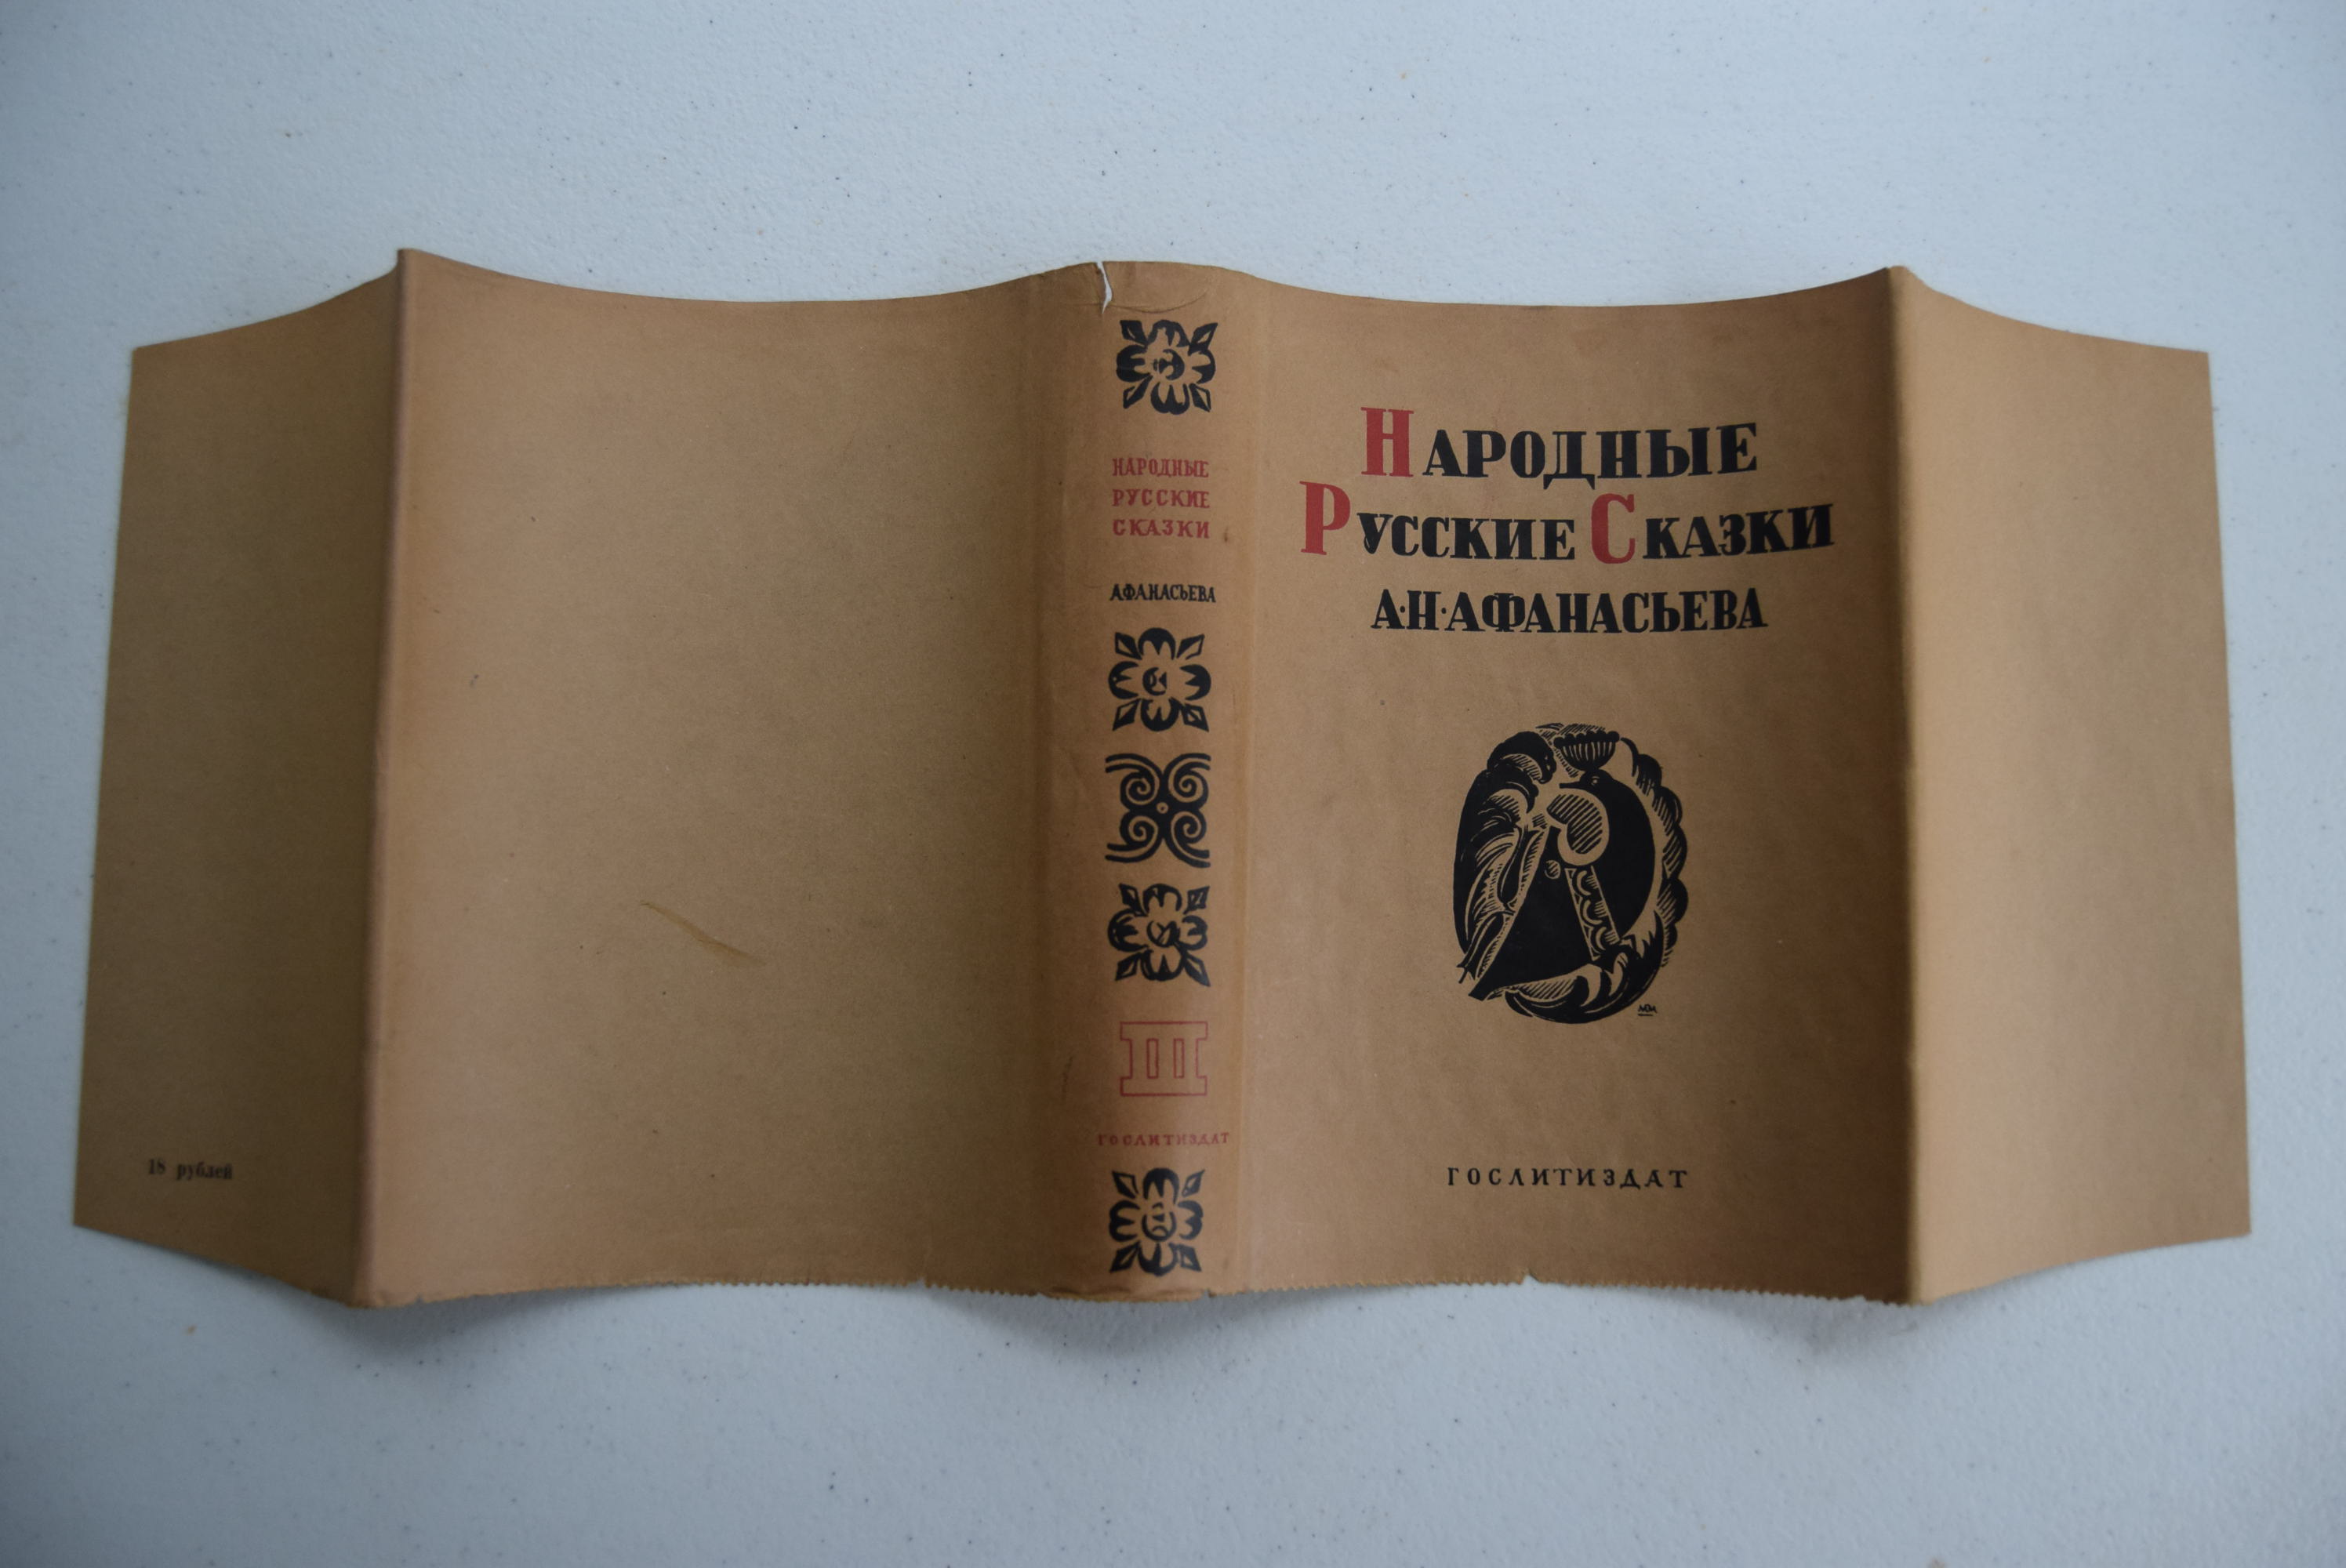 18 рублей
НАРОДНЫЕ
РУССКИЕ
СКАЗКИ
АФАНАСЬЕВА
III
ГОСЛИТИЗДАТ
НАРОДНЫЕ
РУССКИЕ СКАЗКИ
А·Н·АФАНАСЬЕВА
ГОСЛИТИЗДАТ